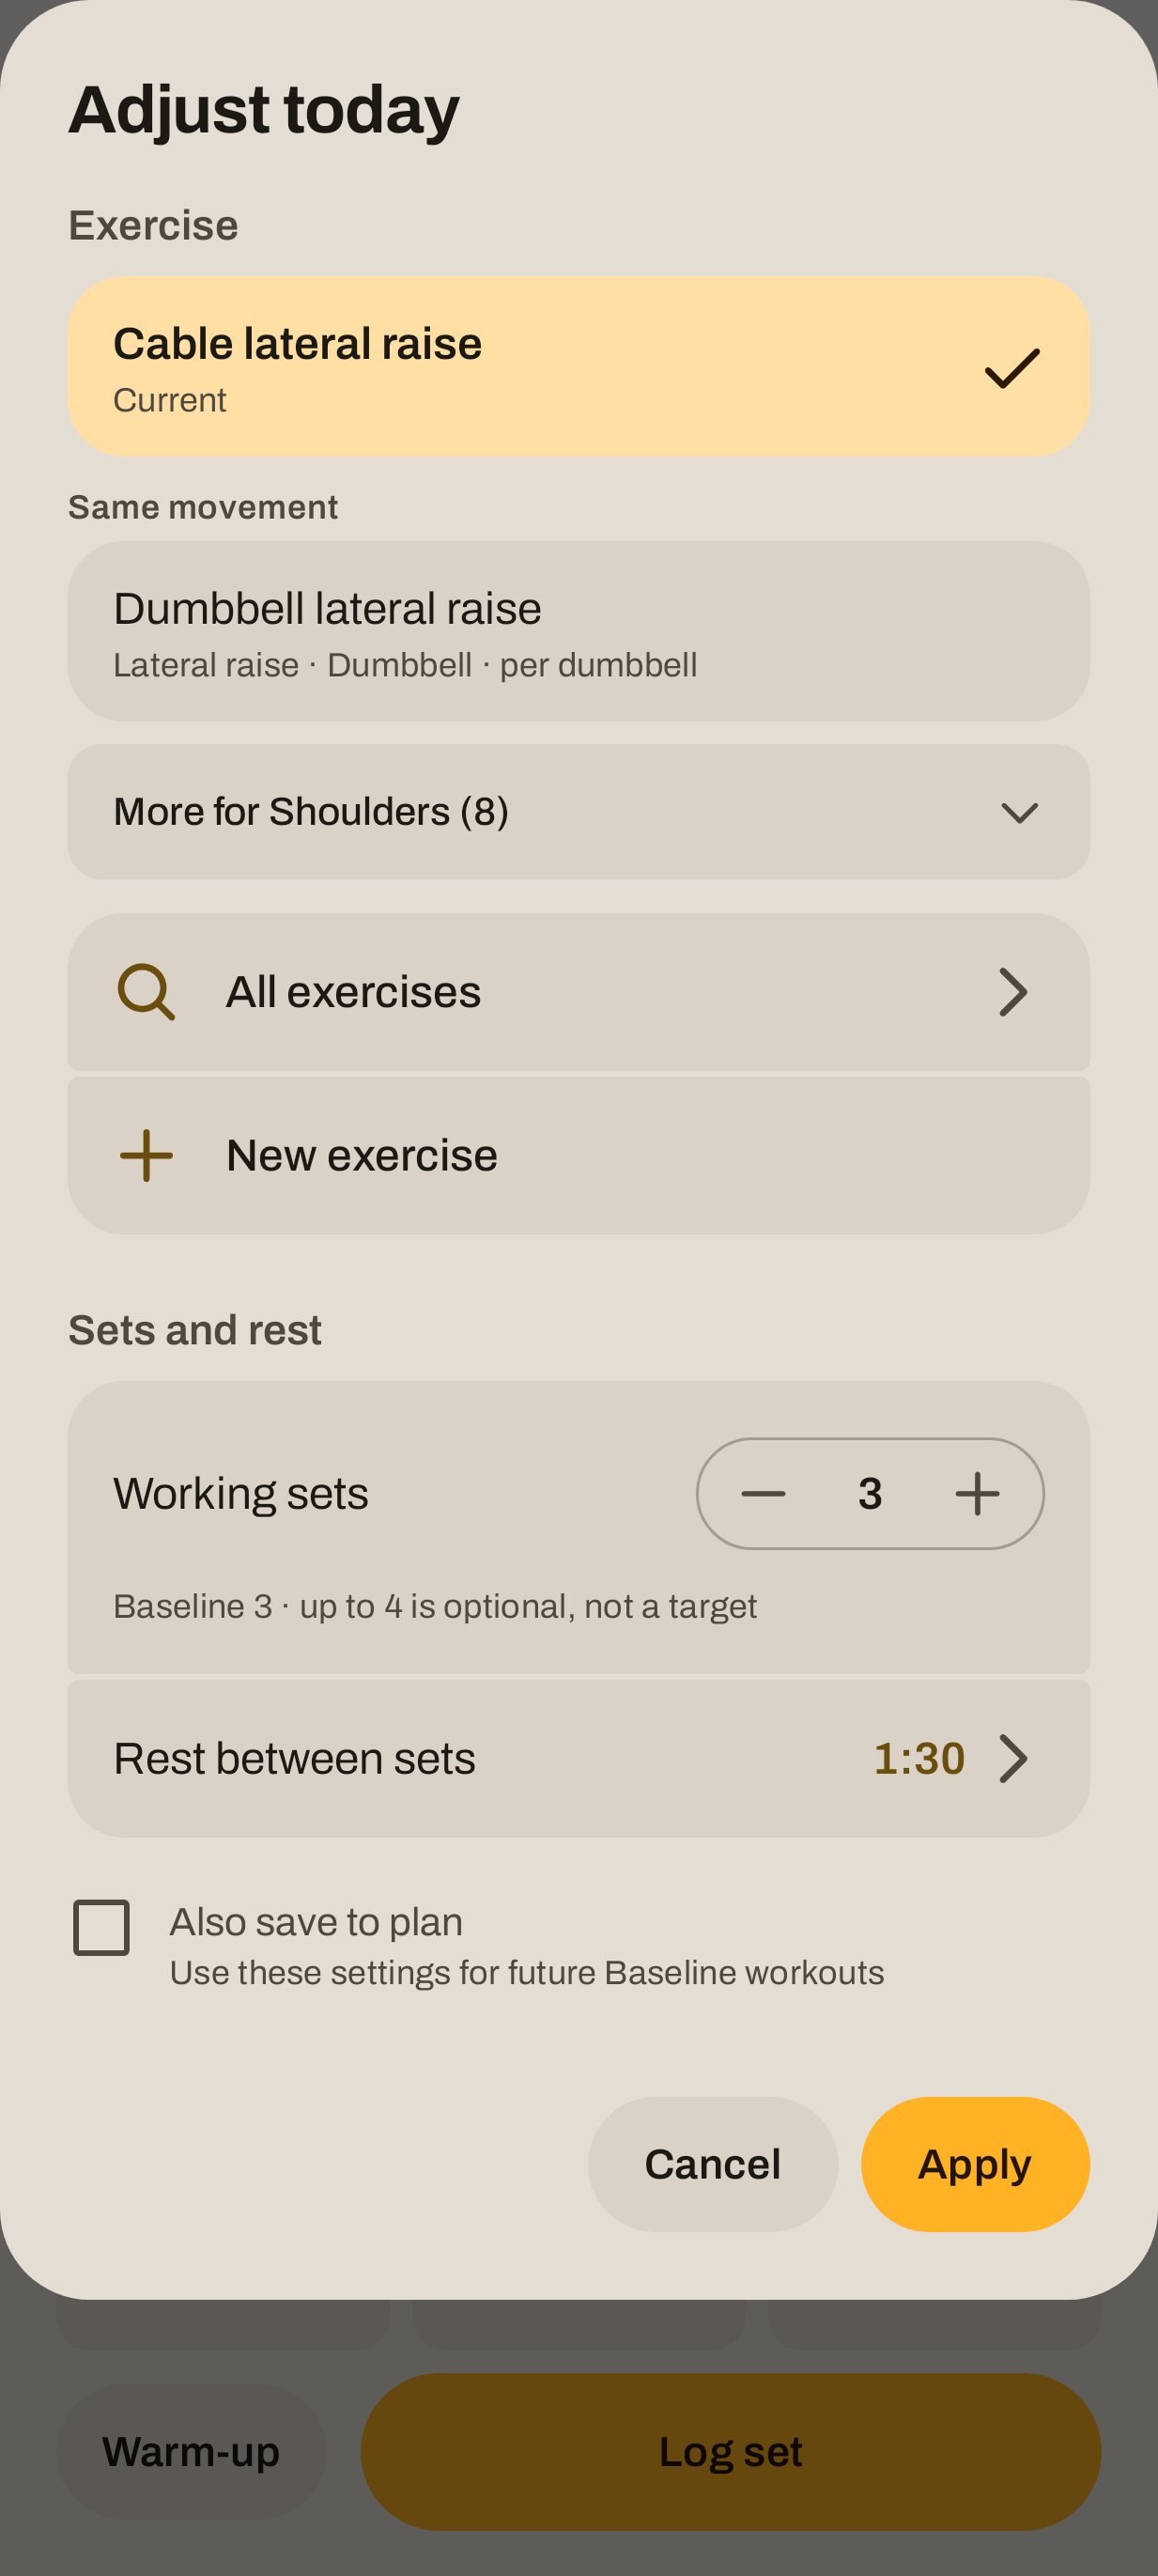 Adjust today
Exercise
Cable lateral raise
Current
Same movement
Dumbbell lateral raise
Lateral raise · Dumbbell · per dumbbell
More for Shoulders (8)
All exercises
New exercise
Sets and rest
Working sets
3
Baseline 3 · up to 4 is optional, not a target
Rest between sets
1:30
Also save to plan
Use these settings for future Baseline workouts
Cancel
Apply
Warm-up
Log set